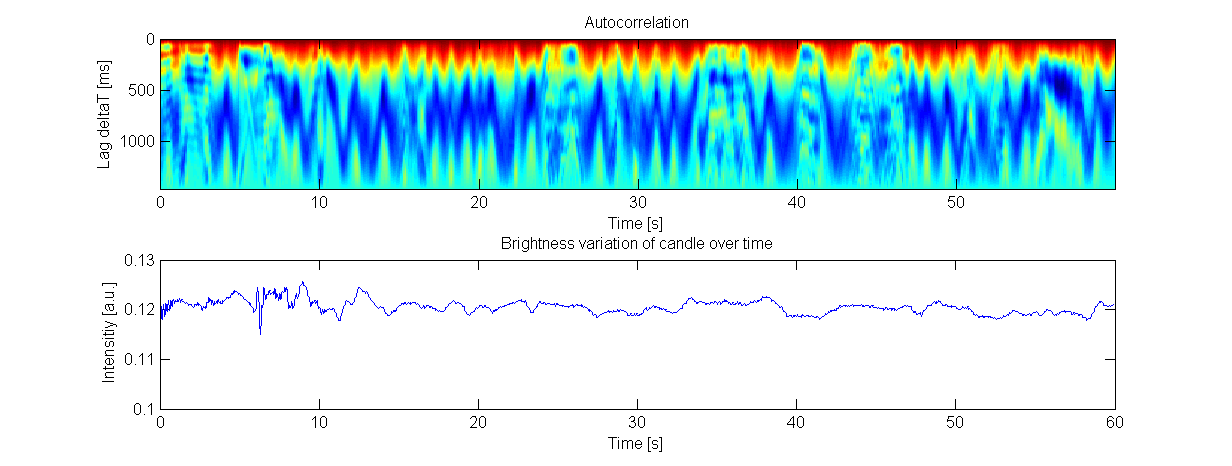 Autocorrelation
0
500
1000
Lag deltaT [ms]
0 10 20 30 40 50
Time [s]
Brightness variation of candle over time
0.13
0.12
0.11
0.1
Intensitiy [a.u.]
0 10 20 30 40 50 60
Time [s]